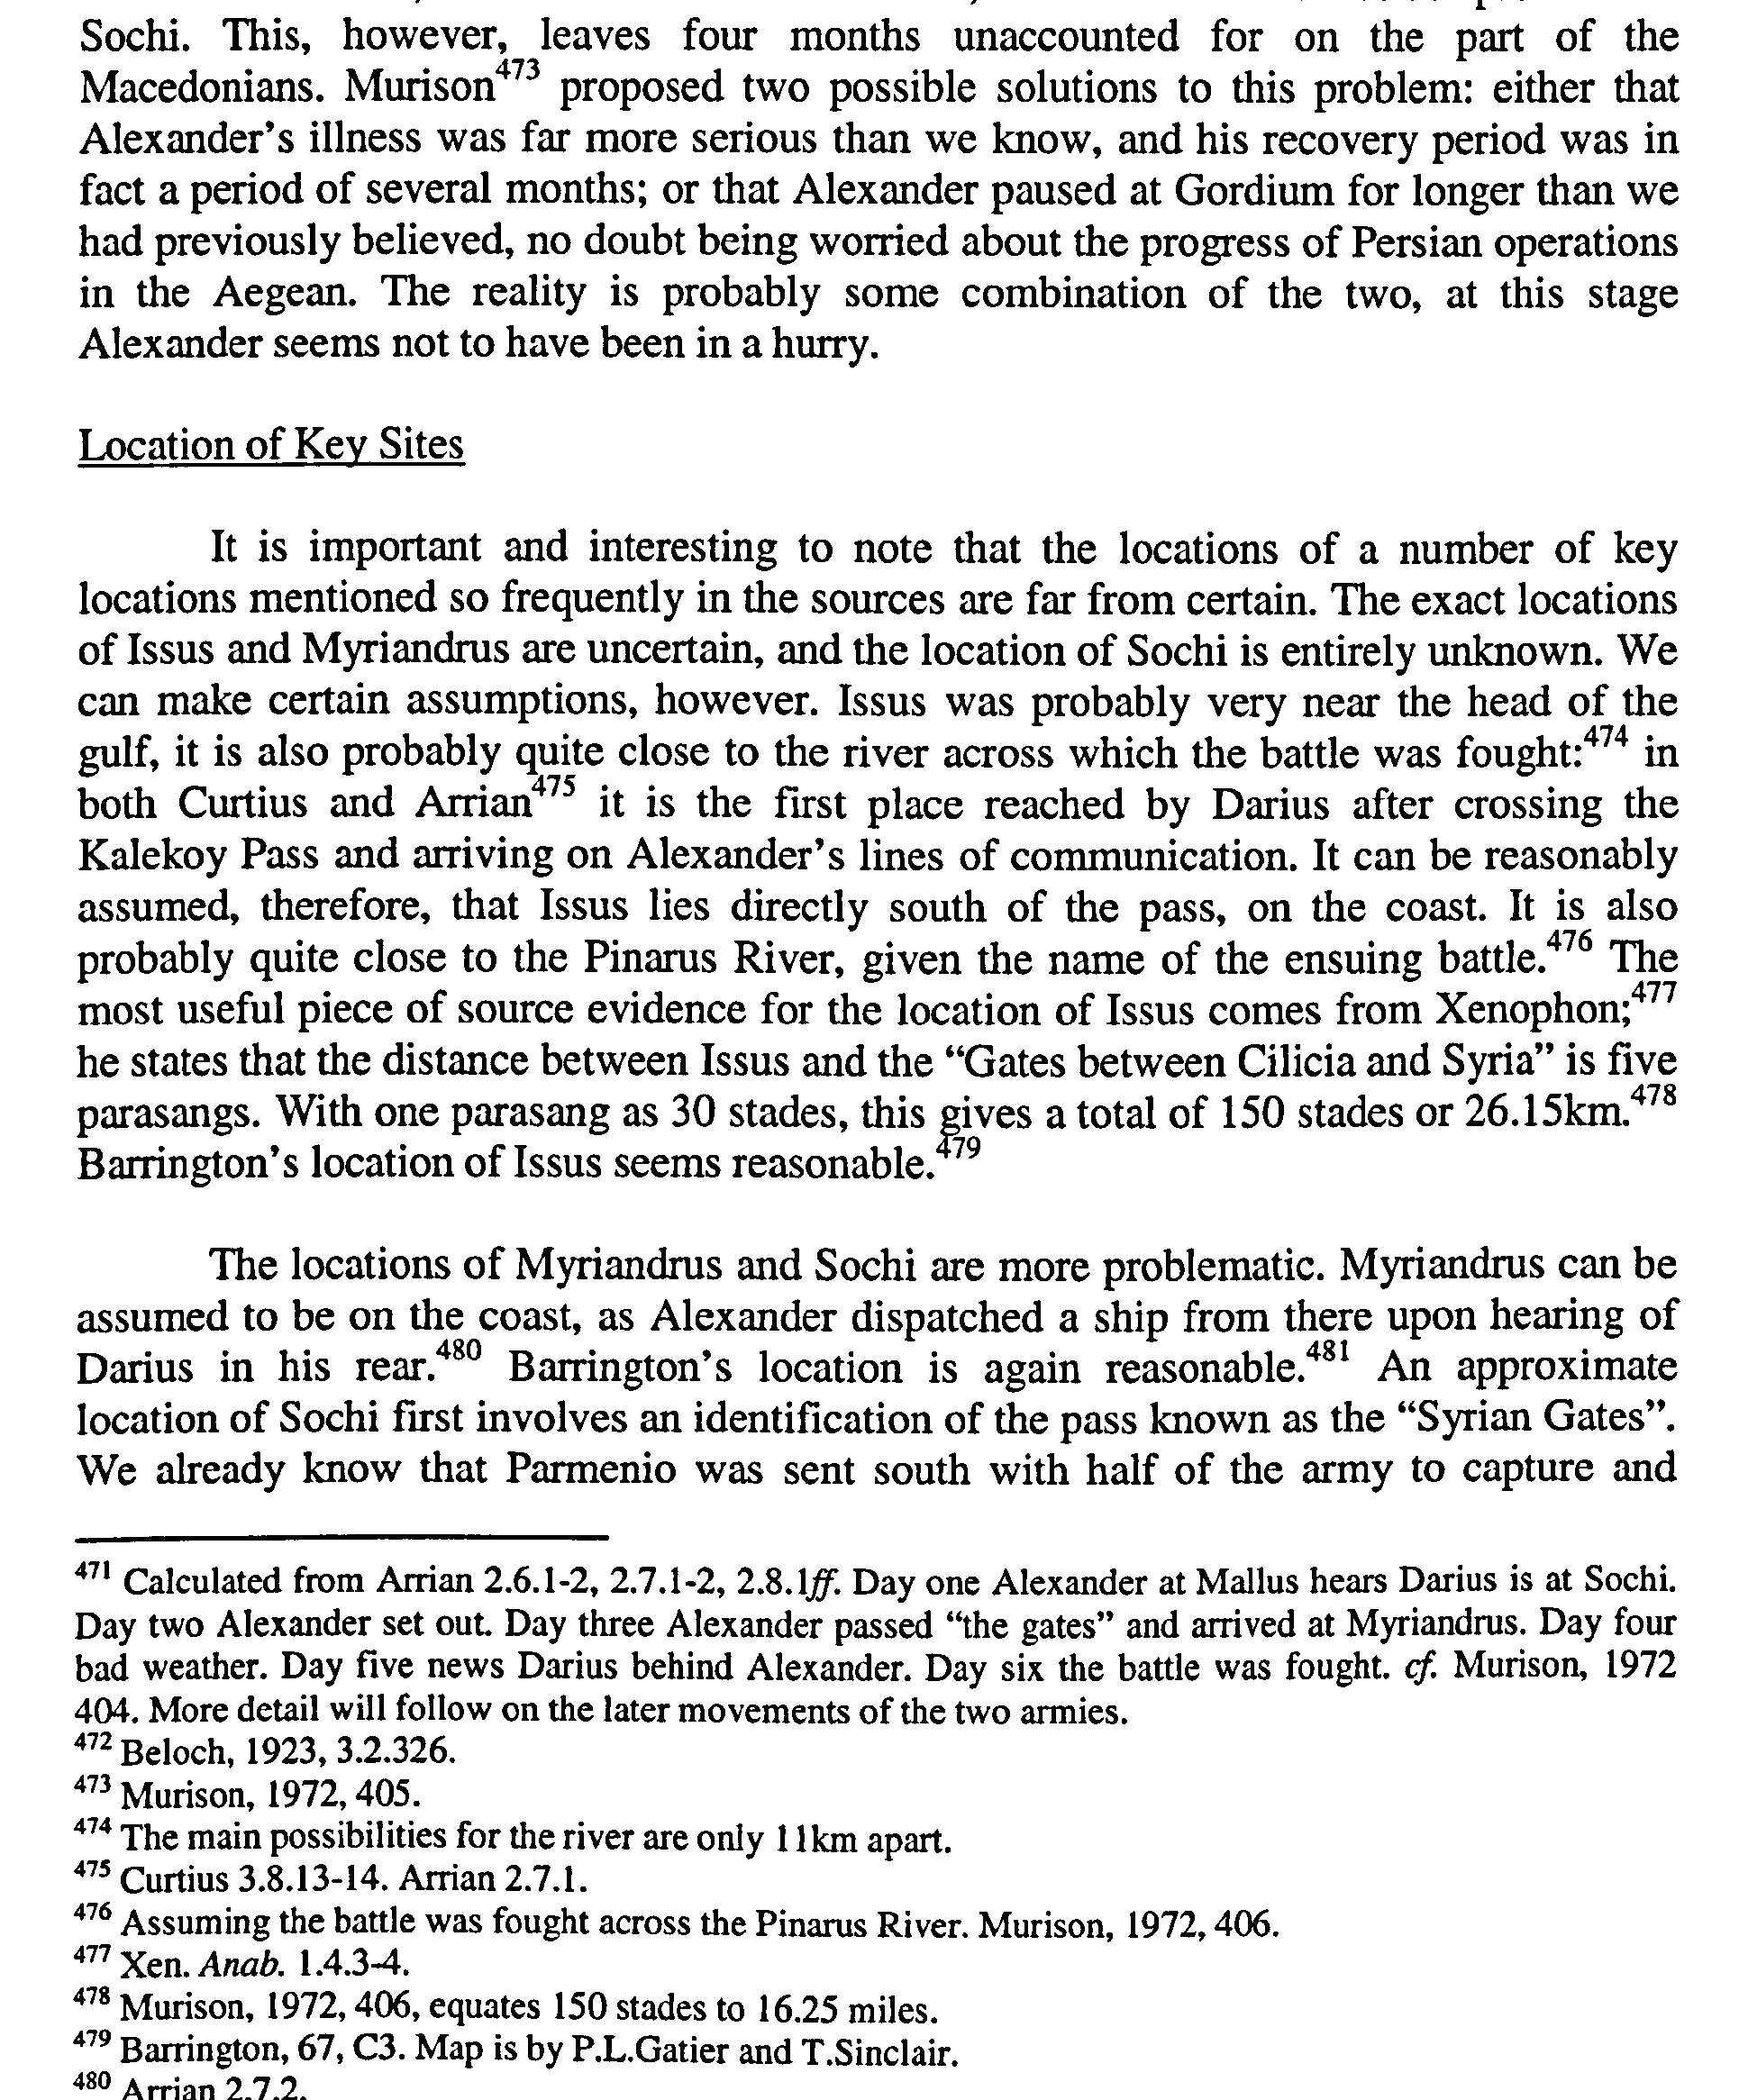 Sochi. This, however, leaves four months unaccounted for on the part of the
Macedonians. Murison473 proposed two possible solutions to this problem: either that
Alexander's illness was far more serious than we know, and his recovery period was in
fact a period of several months; or that Alexander paused at Gordium for longer than we
had previously believed, no doubt being worried about the progress of Persian operations
in the Aegean. The reality is probably some combination of the two, at this stage
Alexander seems not to have been in a hurry.
Location of Key Sites
It is important and interesting to note that the locations of a number of key
locations mentioned so frequently in the sources are far from certain. The exact locations
of Issus and Myriandrus are uncertain, and the location of Sochi is entirely unknown. We
can make certain assumptions, however. Issus was probably very near the head of the
gulf, it is also probably quite close to the river across which the battle was fought:474 in
both Curtius and Arrian475 it is the first place reached by Darius after crossing the
Kalekoy Pass and arriving on Alexander's lines of communication. It can be reasonably
assumed, therefore, that Issus lies directly south of the pass, on the coast. It is also
probably quite close to the Pinarus River, given the name of the ensuing battle.476 The
most useful piece of source evidence for the location of Issus comes from Xenophon;477
he states that the distance between Issus and the “Gates between Cilicia and Syria” is five
parasangs. With one parasang as 30 stades, this gives a total of 150 stades or 26.15km.478
Barrington's location of Issus seems reasonable.479
The locations of Myriandrus and Sochi are more problematic. Myriandrus can be
assumed to be on the coast, as Alexander dispatched a ship from there upon hearing of
Darius in his rear.480 Barrington's location is again reasonable.481 An approximate
location of Sochi first involves an identification of the pass known as the “Syrian Gates”.
We already know that Parmenio was sent south with half of the army to capture and
471 Calculated from Arrian 2.6.1-2, 2.7.1-2, 2.8.1ff. Day one Alexander at Mallus hears Darius is at Sochi.
Day two Alexander set out. Day three Alexander passed “the gates” and arrived at Myriandrus. Day four
bad weather. Day five news Darius behind Alexander. Day six the battle was fought. cf. Murison, 1972
404. More detail will follow on the later movements of the two armies.
472 Beloch, 1923, 3.2.326.
473 Murison, 1972, 405.
474 The main possibilities for the river are only 11km apart.
475 Curtius 3.8.13-14. Arrian 2.7.1.
476 Assuming the battle was fought across the Pinarus River. Murison, 1972, 406.
477 Xen. Anab. 1.4.3-4.
478 Murison, 1972, 406, equates 150 stades to 16.25 miles.
479 Barrington, 67, C3. Map is by P.L.Gatier and T.Sinclair.
480 Arrian 2.7.2.